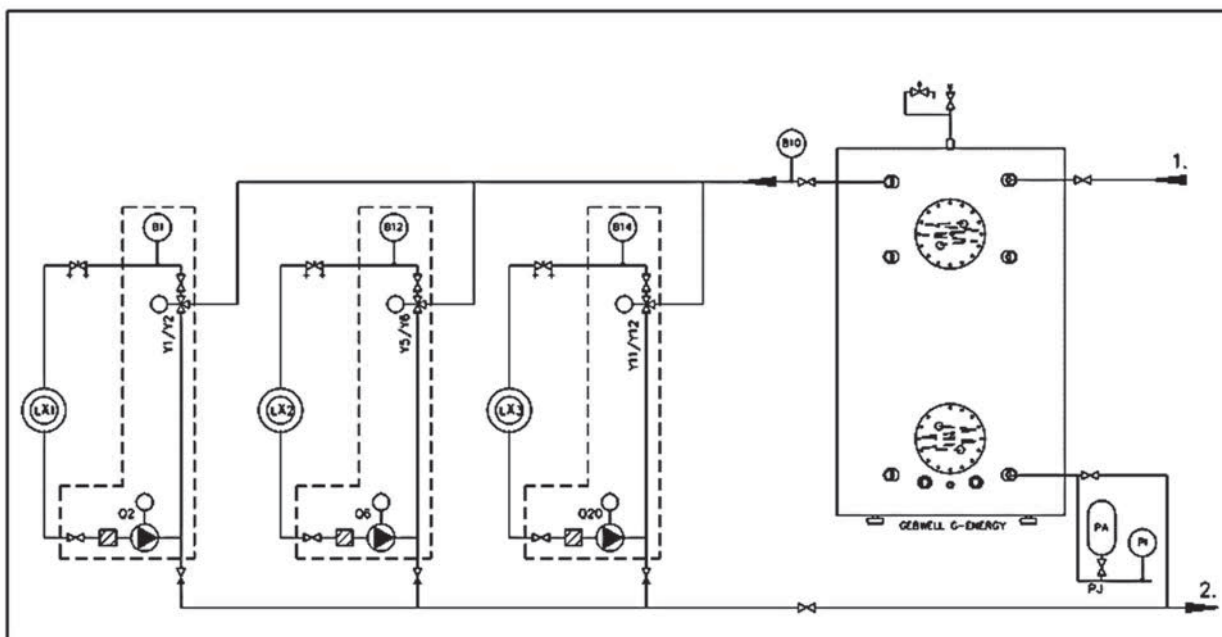 B10
1.
B1
B12
B14
Y1/Y2
Y5/Y6
Y11/Y12
LX1
LX2
LX3
Q2
Q6
Q20
GEBWELL G-ENERGY
PA
PI
PJ
2.